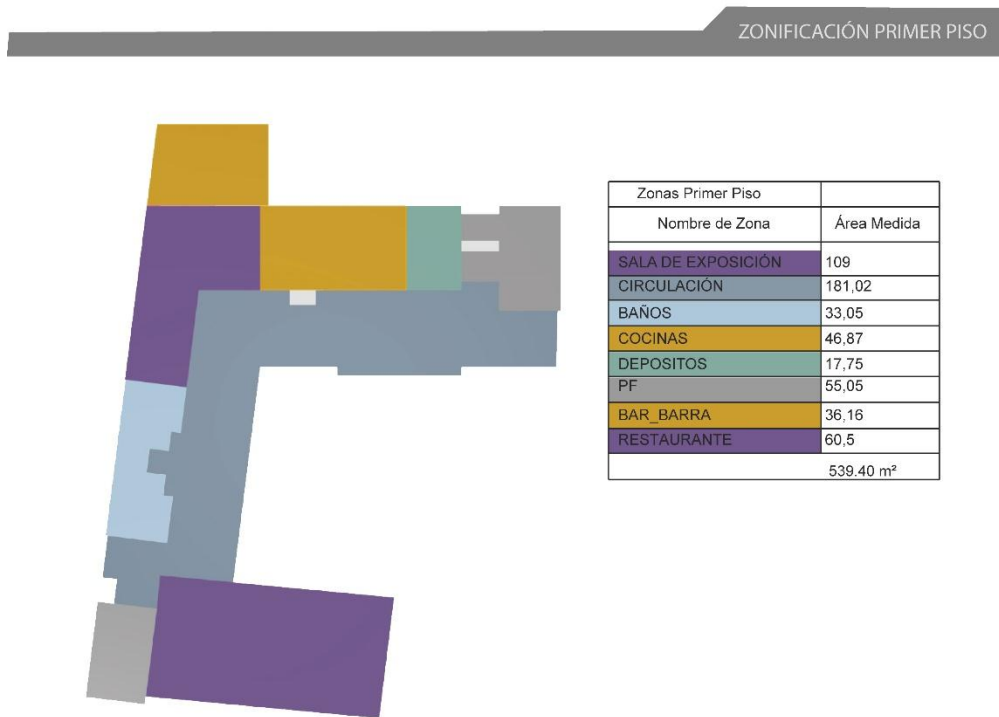 ZONIFICACIÓN PRIMER PISO
Zonas Primer Piso
Nombre de Zona Área Medida
SALA DE EXPOSICIÓN 109
CIRCULACIÓN 181,02
BAÑOS 33,05
COCINAS 46,87
DEPOSITOS 17,75
PF 55,05
BAR_BARRA 36,16
RESTAURANTE 60,5
539.40 m²